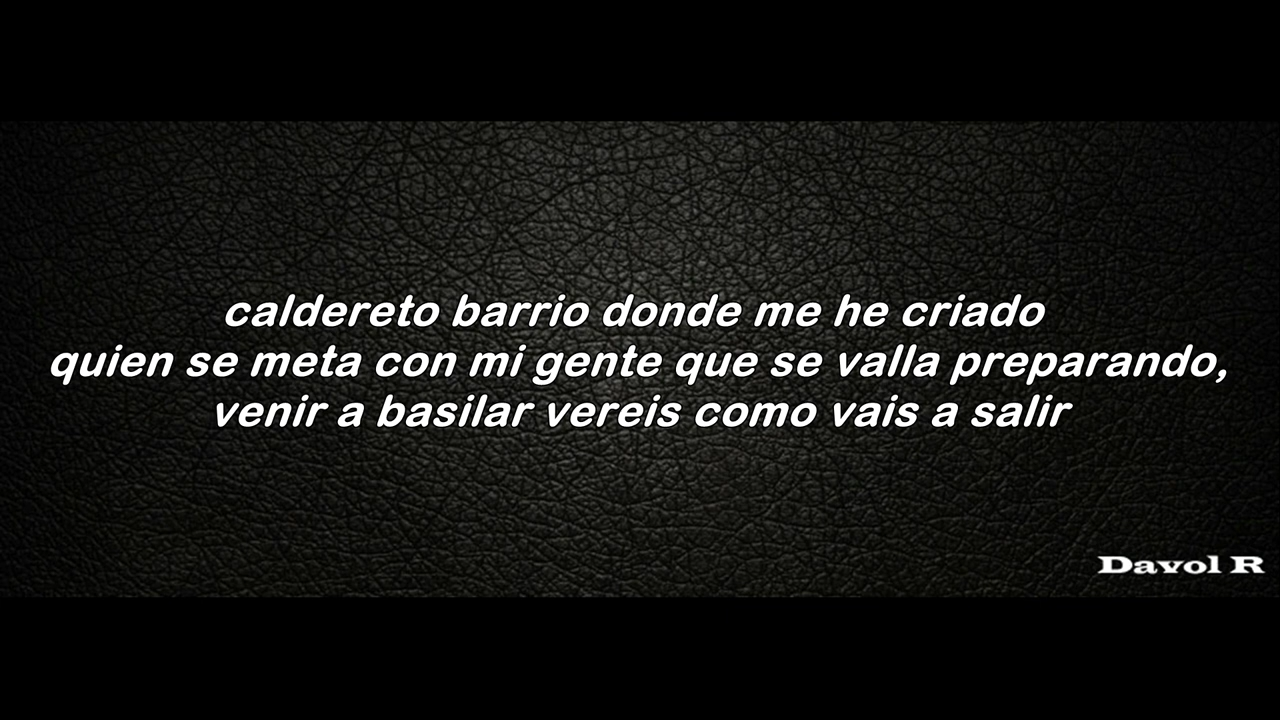 caldereto barrio donde me he criado
quien se meta con mi gente que se valla preparando,
venir a basilar vereis como vais a salir
Davol R